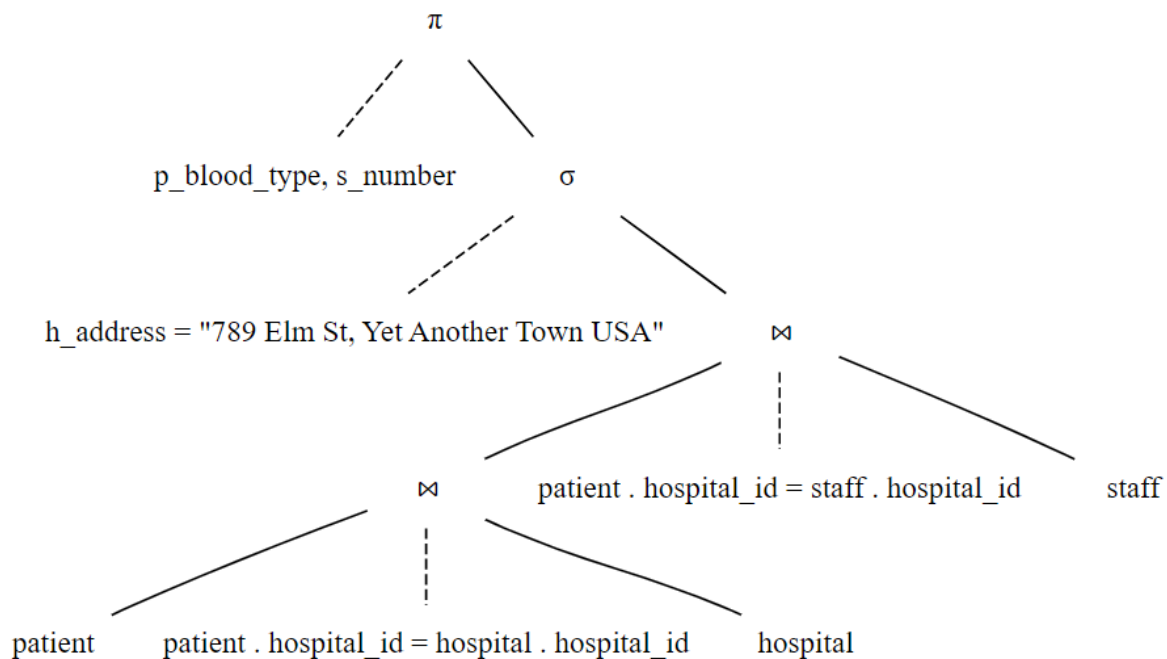 π
p_blood_type, s_number σ
h_address = "789 Elm St, Yet Another Town USA" ⋈
⋈ patient . hospital_id = staff . hospital_id staff
patient patient . hospital_id = hospital . hospital_id hospital